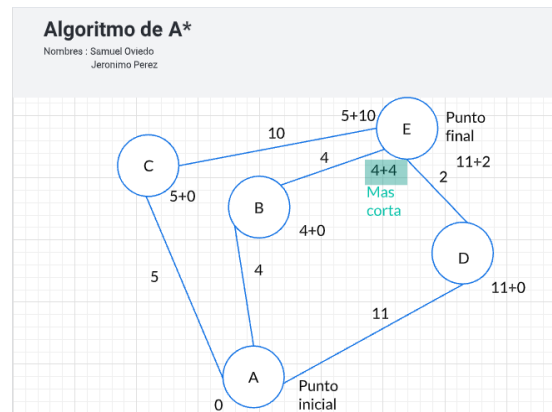 Algoritmo de A*
Nombres : Samuel Oviedo
Jeronimo Perez
5+10
E
Punto
final
10
4
11+2
C
4+4
2
5+0
Mas
corta
B
4+0
D
5
4
11+0
11
A
Punto
inicial
0